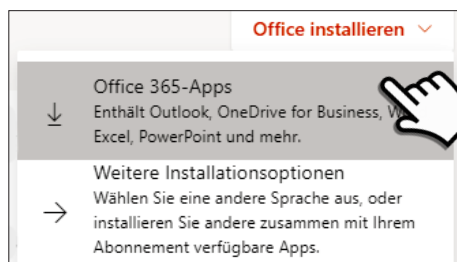 Office installieren
Office 365-Apps
Enthält Outlook, OneDrive for Business,
Excel, PowerPoint und mehr.
Weitere Installationsoptionen
Wählen Sie eine andere Sprache aus, oder
installieren Sie andere zusammen mit Ihrem
Abonnement verfügbare Apps.